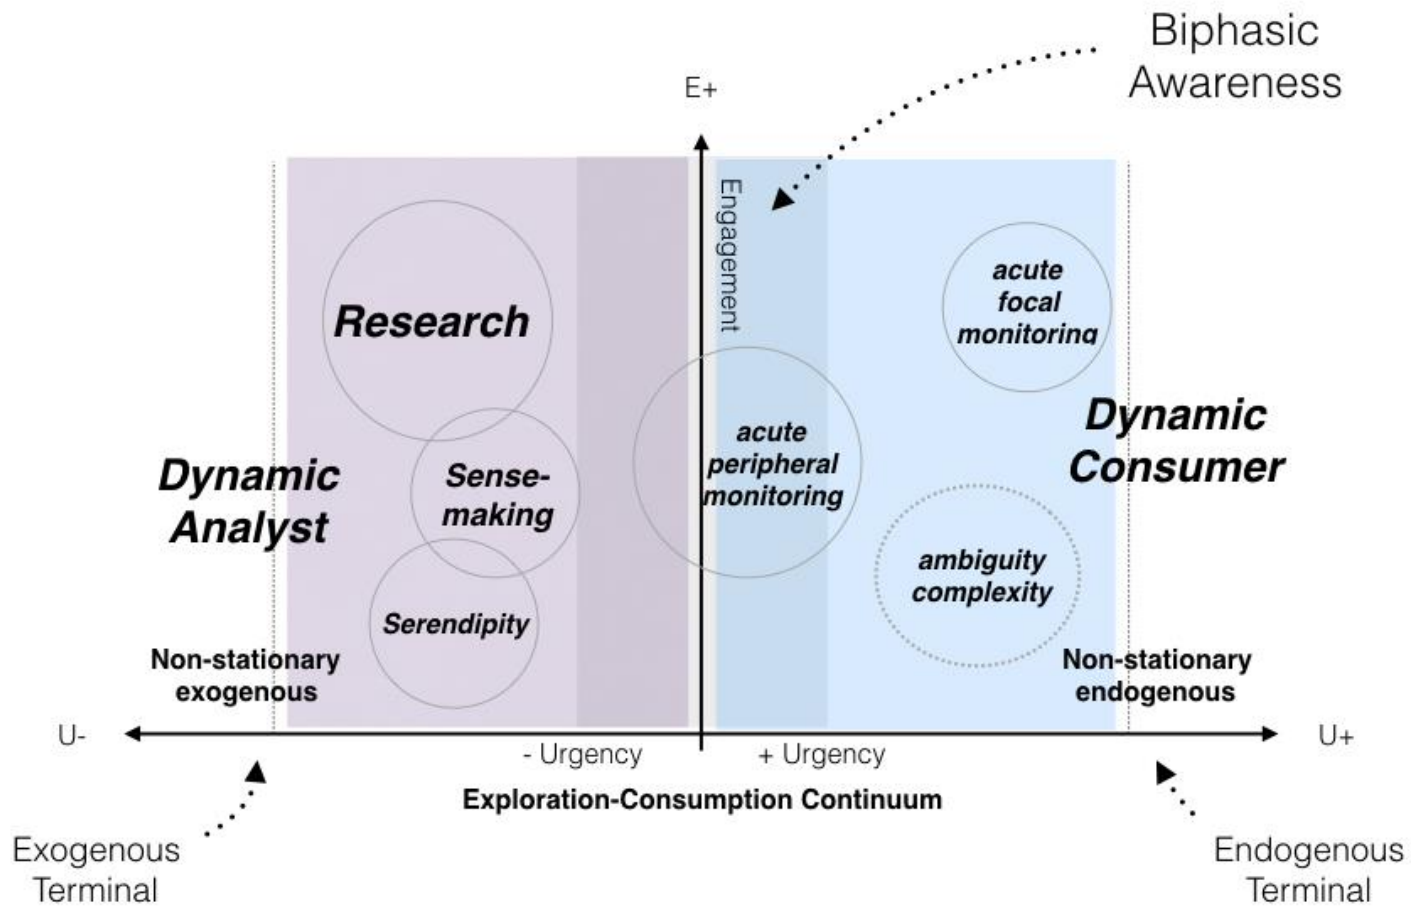 Biphasic
Awareness
E+
Engagement
Research
acute
focal
monitoring
Dynamic
Consumer
acute
peripheral
monitoring
Dynamic
Analyst
Sense-
making
ambiguity
complexity
Serendipity
Non-stationary
exogenous
Non-stationary
endogenous
U-
U+
- Urgency
+ Urgency
Exploration-Consumption Continuum
Exogenous
Terminal
Endogenous
Terminal